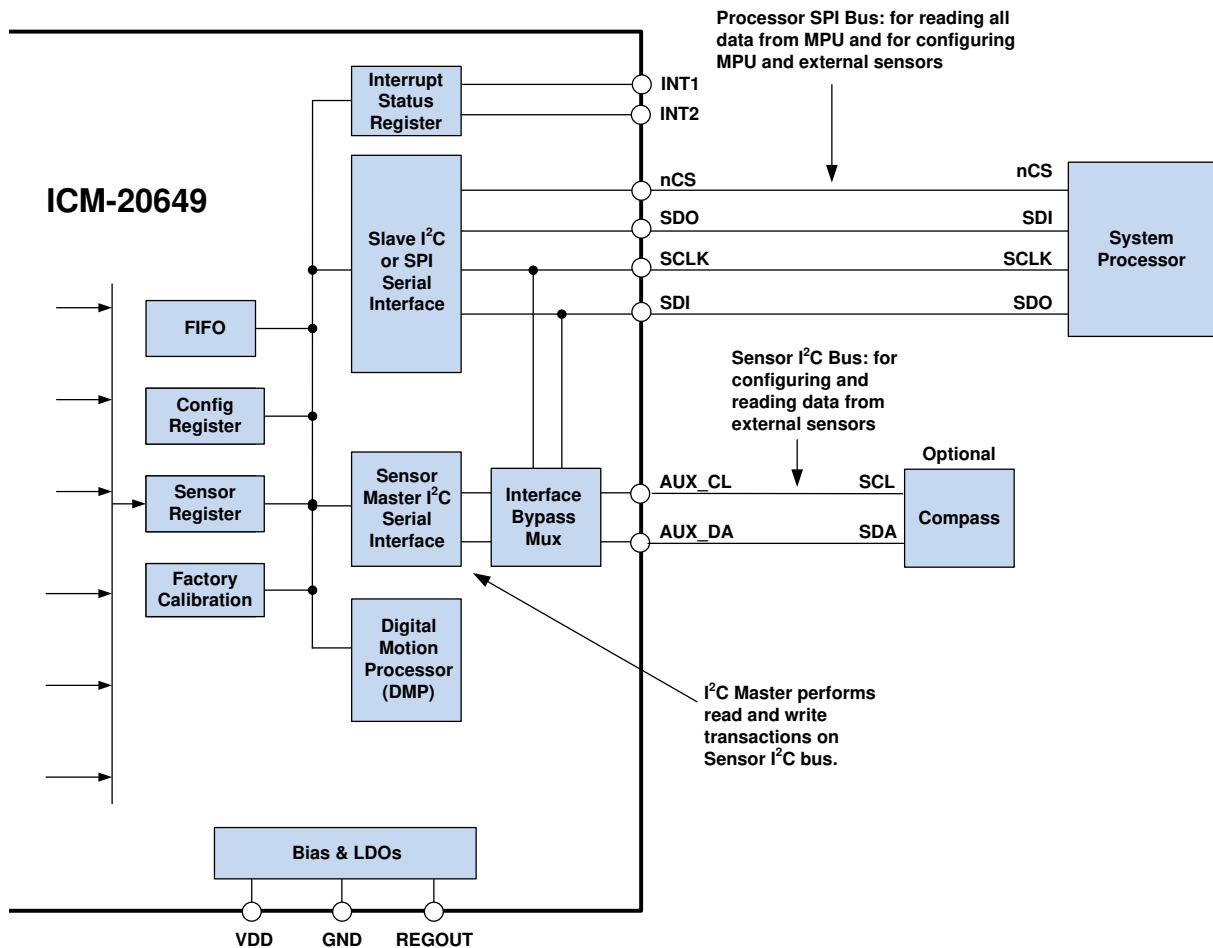 Processor SPI Bus: for reading all
data from MPU and for configuring
MPU and external sensors
Interrupt
Status
Register
INT1
INT2
ICM-20649
Slave I²C
or SPI
Serial
Interface
nCS
SDO
SCLK
SDI
nCS
SDI
SCLK
SDO
System
Processor
FIFO
Config
Register
Sensor
Register
Factory
Calibration
Sensor I²C Bus: for
configuring and
reading data from
external sensors
Sensor
Master I²C
Serial
Interface
Interface
Bypass
Mux
AUX_CL
AUX_DA
SCL
SDA
Optional
Compass
Digital
Motion
Processor
(DMP)
I²C Master performs
read and write
transactions on
Sensor I²C bus.
Bias & LDOs
VDD
GND
REGOUT